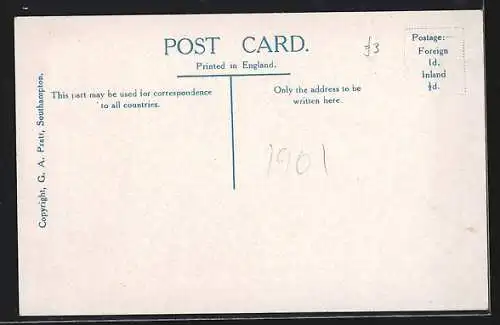 POST CARD.
Printed in England.
£3
Postage:—
Foreign
1d.
Inland
½d.
This part may be used for correspondence
to all countries.
Only the address to be
written here.
1901
Copyright, G. A. Pratt, Southampton.